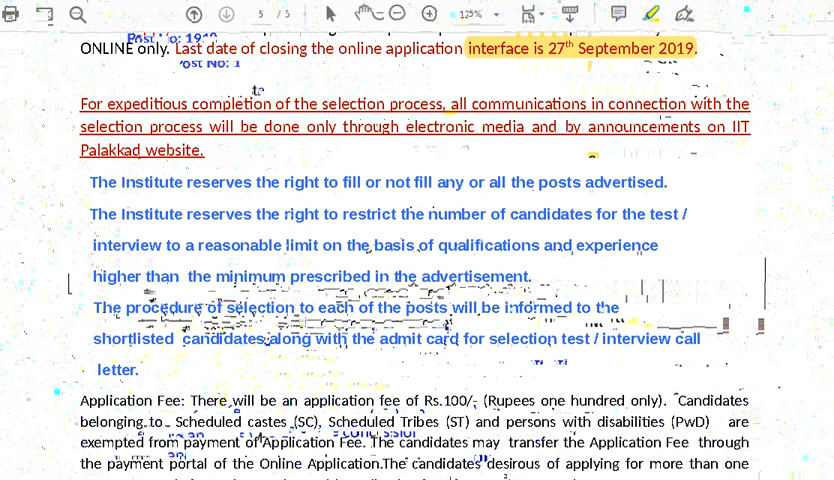 5 / 5
125%
Post No: 1
ONLINE only. Last date of closing the online application interface is 27th September 2019.
Post No: 1
For expeditious completion of the selection process, all communications in connection with the
selection process will be done only through electronic media and by announcements on IIT
Palakkad website.
The Institute reserves the right to fill or not fill any or all the posts advertised.
The Institute reserves the right to restrict the number of candidates for the test /
interview to a reasonable limit on the basis of qualifications and experience
higher than the minimum prescribed in the advertisement.
The procedure of selection to each of the posts will be informed to the
shortlisted candidates along with the admit card for selection test / interview call
letter.
Application Fee: There will be an application fee of Rs.100/- (Rupees one hundred only). Candidates
belonging to Scheduled castes (SC), Scheduled Tribes (ST) and persons with disabilities (PwD) are
exempted from payment of Application Fee. The candidates may transfer the Application Fee through
the payment portal of the Online Application.The candidates desirous of applying for more than one